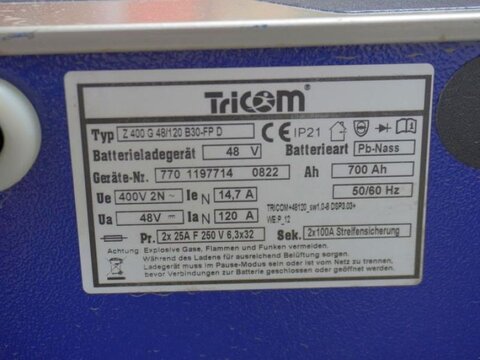 TriCOM®
Typ Z 400 G 48/120 B30-FP D CE IP21
Batterieladegerät 48 V Batterieart Pb-Nass
Geräte-Nr. 770 1197714 0822 Ah 700 Ah
Ue 400V 2N~ Ie N 14,7 A 50/60 Hz
Ua 48V Ia N 120 A TRICOM+48120_sw1.0-8 DSP3.03+
WE:P_12
Pr. 2x 25A F 250 V 6,3x32 Sek. 2x100A Streifensicherung
Achtung: Explosive Gase, Flammen und Funken vermeiden.
Während des Ladens für ausreichend Belüftung sorgen.
Ladegerät muss im Pause-Modus sein oder ist vom Netz zu trennen,
bevor Verbindungen zur Batterie geschlossen oder geöffnet werden.